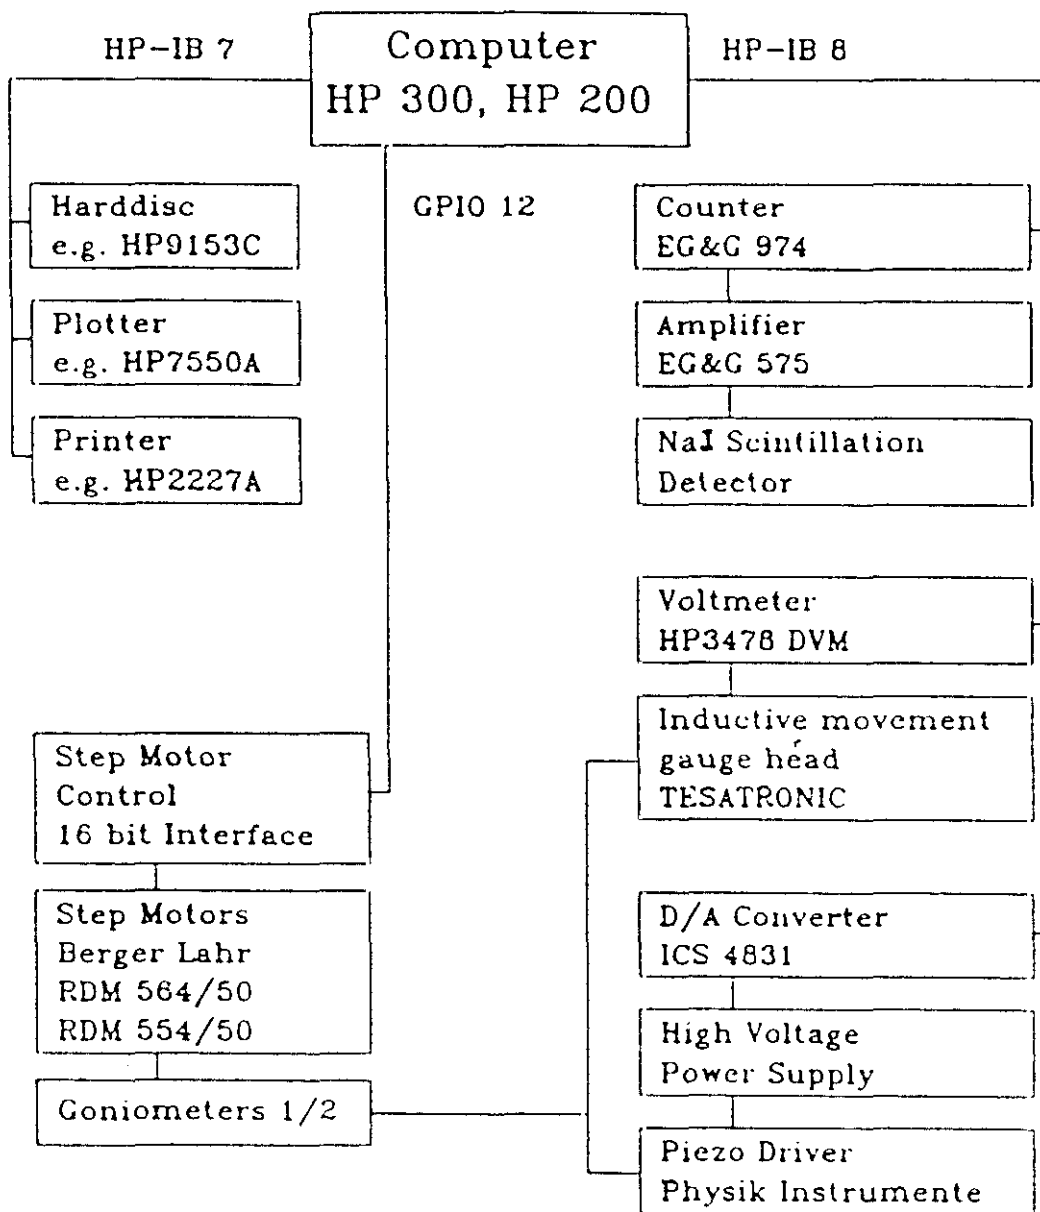 HP-IB 7
Computer
HP 300, HP 200
HP-IB 8
GPIO 12
Harddisc
e.g. HP9153C
Plotter
e.g. HP7550A
Printer
e.g. HP2227A
Counter
EG&G 974
Amplifier
EG&G 575
NaI Scintillation
Detector
Voltmeter
HP3478 DVM
Inductive movement
gauge head
TESATRONIC
Step Motor
Control
16 bit Interface
Step Motors
Berger Lahr
RDM 564/50
RDM 554/50
Goniometers 1/2
D/A Converter
ICS 4831
High Voltage
Power Supply
Piezo Driver
Physik Instrumente